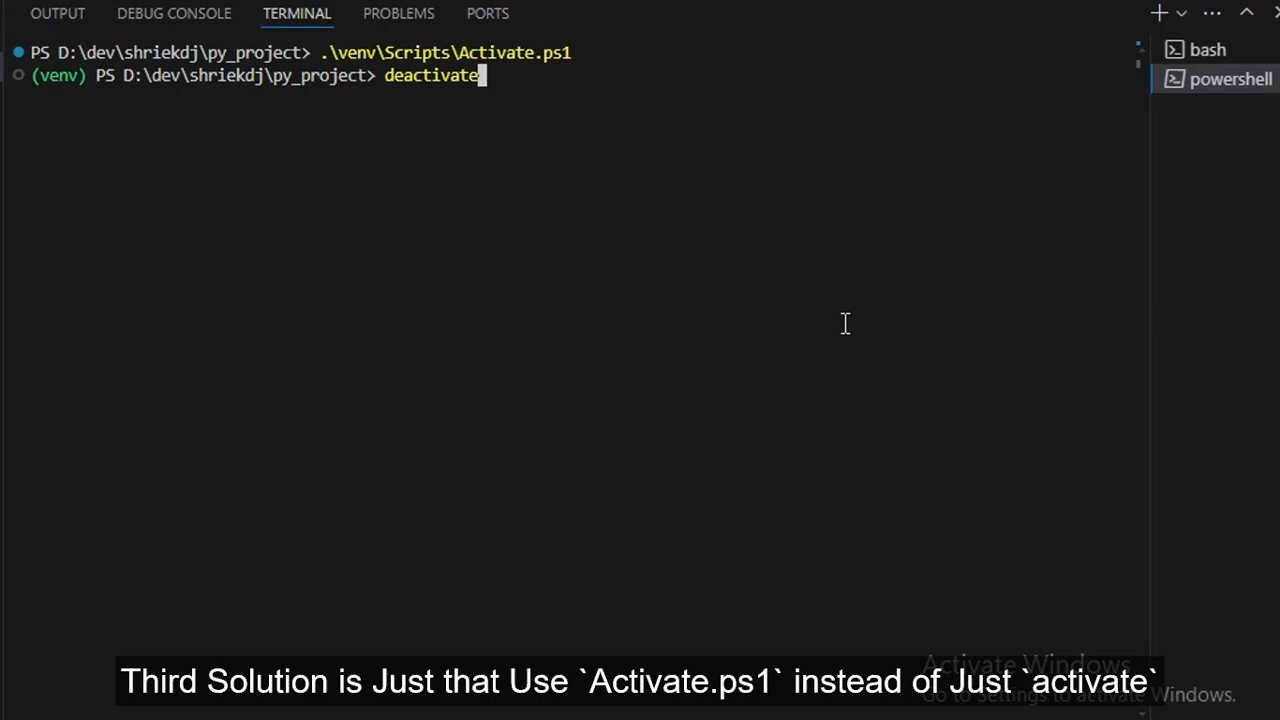 OUTPUT DEBUG CONSOLE TERMINAL PROBLEMS PORTS
PS D:\dev\shriekdj\py_project> .\venv\Scripts\Activate.ps1
(venv) PS D:\dev\shriekdj\py_project> deactivate
bash
powershell
Activate Windows
Go to Settings to activate Windows.
Third Solution is Just that Use `Activate.ps1` instead of Just `activate`